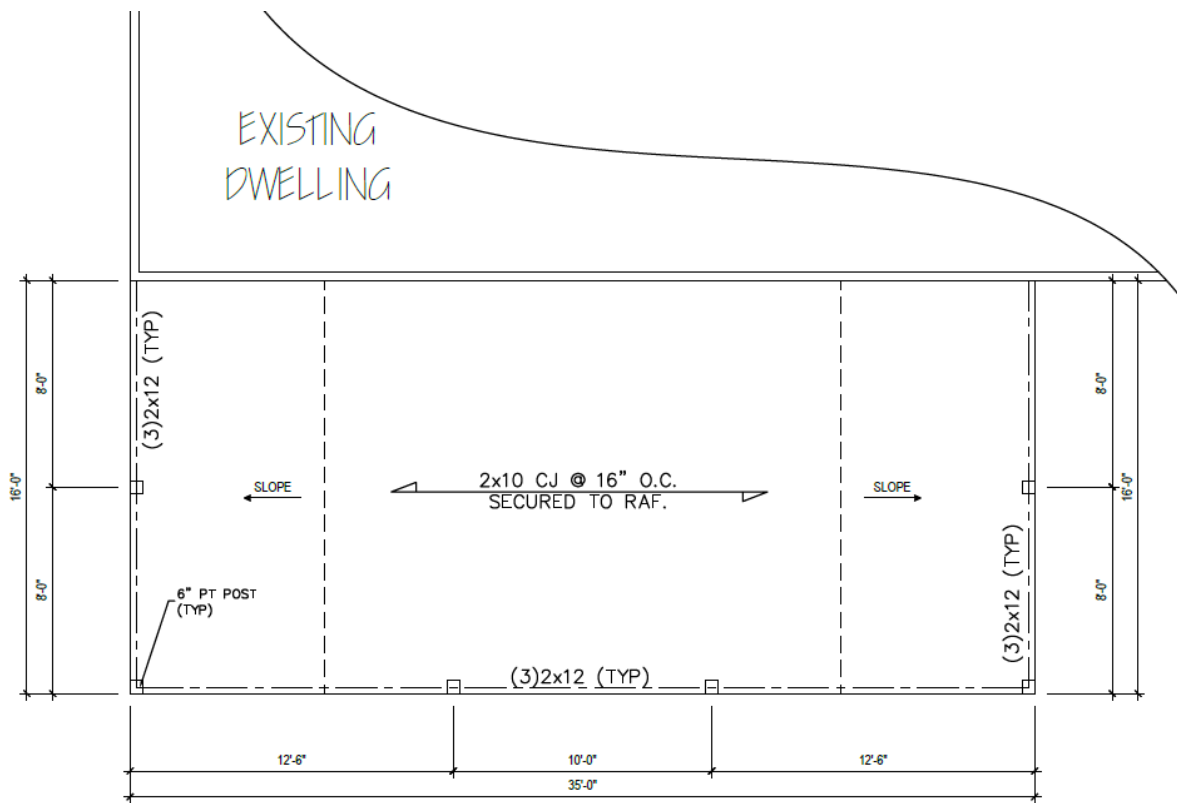 EXISTING
DWELLING
(3)2x12 (TYP)
8'-0"
8'-0"
16'-0"
2x10 CJ @ 16" O.C.
SECURED TO RAF.
SLOPE
SLOPE
16'-0"
6" PT POST
(TYP)
8'-0"
8'-0"
(3)2x12 (TYP)
(3)2x12 (TYP)
12'-6"
10'-0"
12'-6"
35'-0"